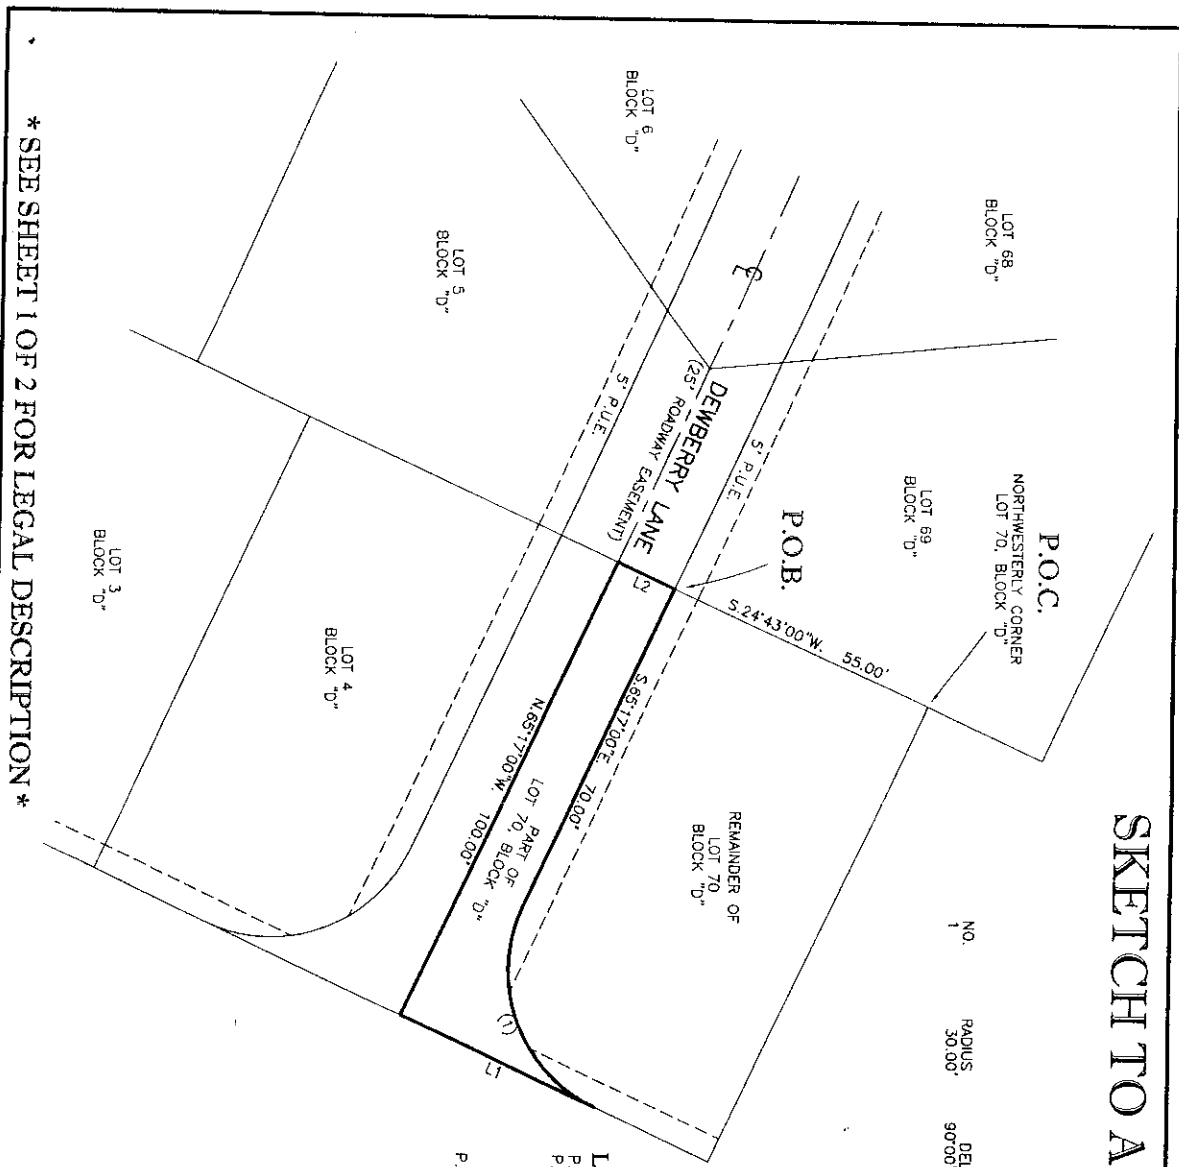 SKETCH TO A
NO.
1
RADIUS
30.00'
DEL
90°00'
P.O.C.
NORTHWESTERLY CORNER
LOT 70, BLOCK "D"
LOT 68
BLOCK "D"
LOT 69
BLOCK "D"
S.24°43'00"W. 55.00'
REMAINDER OF
LOT 70
BLOCK "D"
P.O.B.
5' P.U.E.
DEWBERRY LANE
(25' ROADWAY EASEMENT)
L2
S.65°17'00"E. 70.00'
N.65°17'00"W. 100.00'
PART OF
LOT 70, BLOCK "D"
(1)
L1
5' P.U.E.
LOT 6
BLOCK "D"
LOT 5
BLOCK "D"
LOT 4
BLOCK "D"
LOT 3
BLOCK "D"
L
P.
P.
P.
*SEE SHEET 1 OF 2 FOR LEGAL DESCRIPTION*